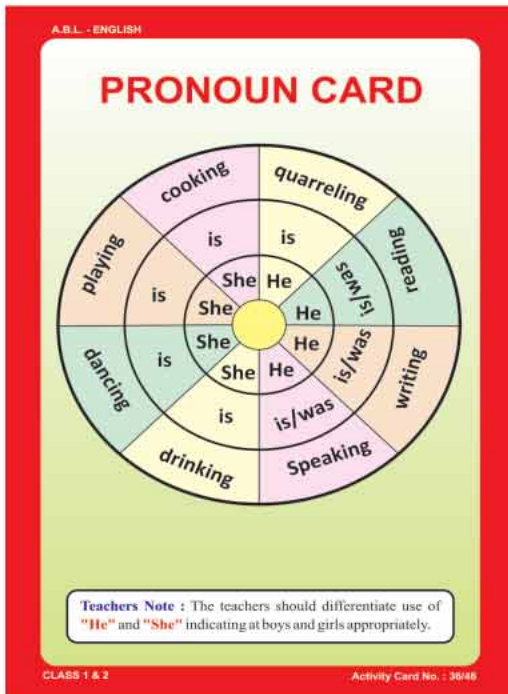 A.B.L. - ENGLISH
PRONOUN CARD
cooking
quarreling
playing
reading
is
is
is
is/was
She
He
She
He
She
He
She
He
is
is/was
dancing
writing
is
is/was
drinking
Speaking
Teachers Note : The teachers should differentiate use of
"He" and "She" indicating at boys and girls appropriately.
CLASS 1 & 2
Activity Card No. : 36/46